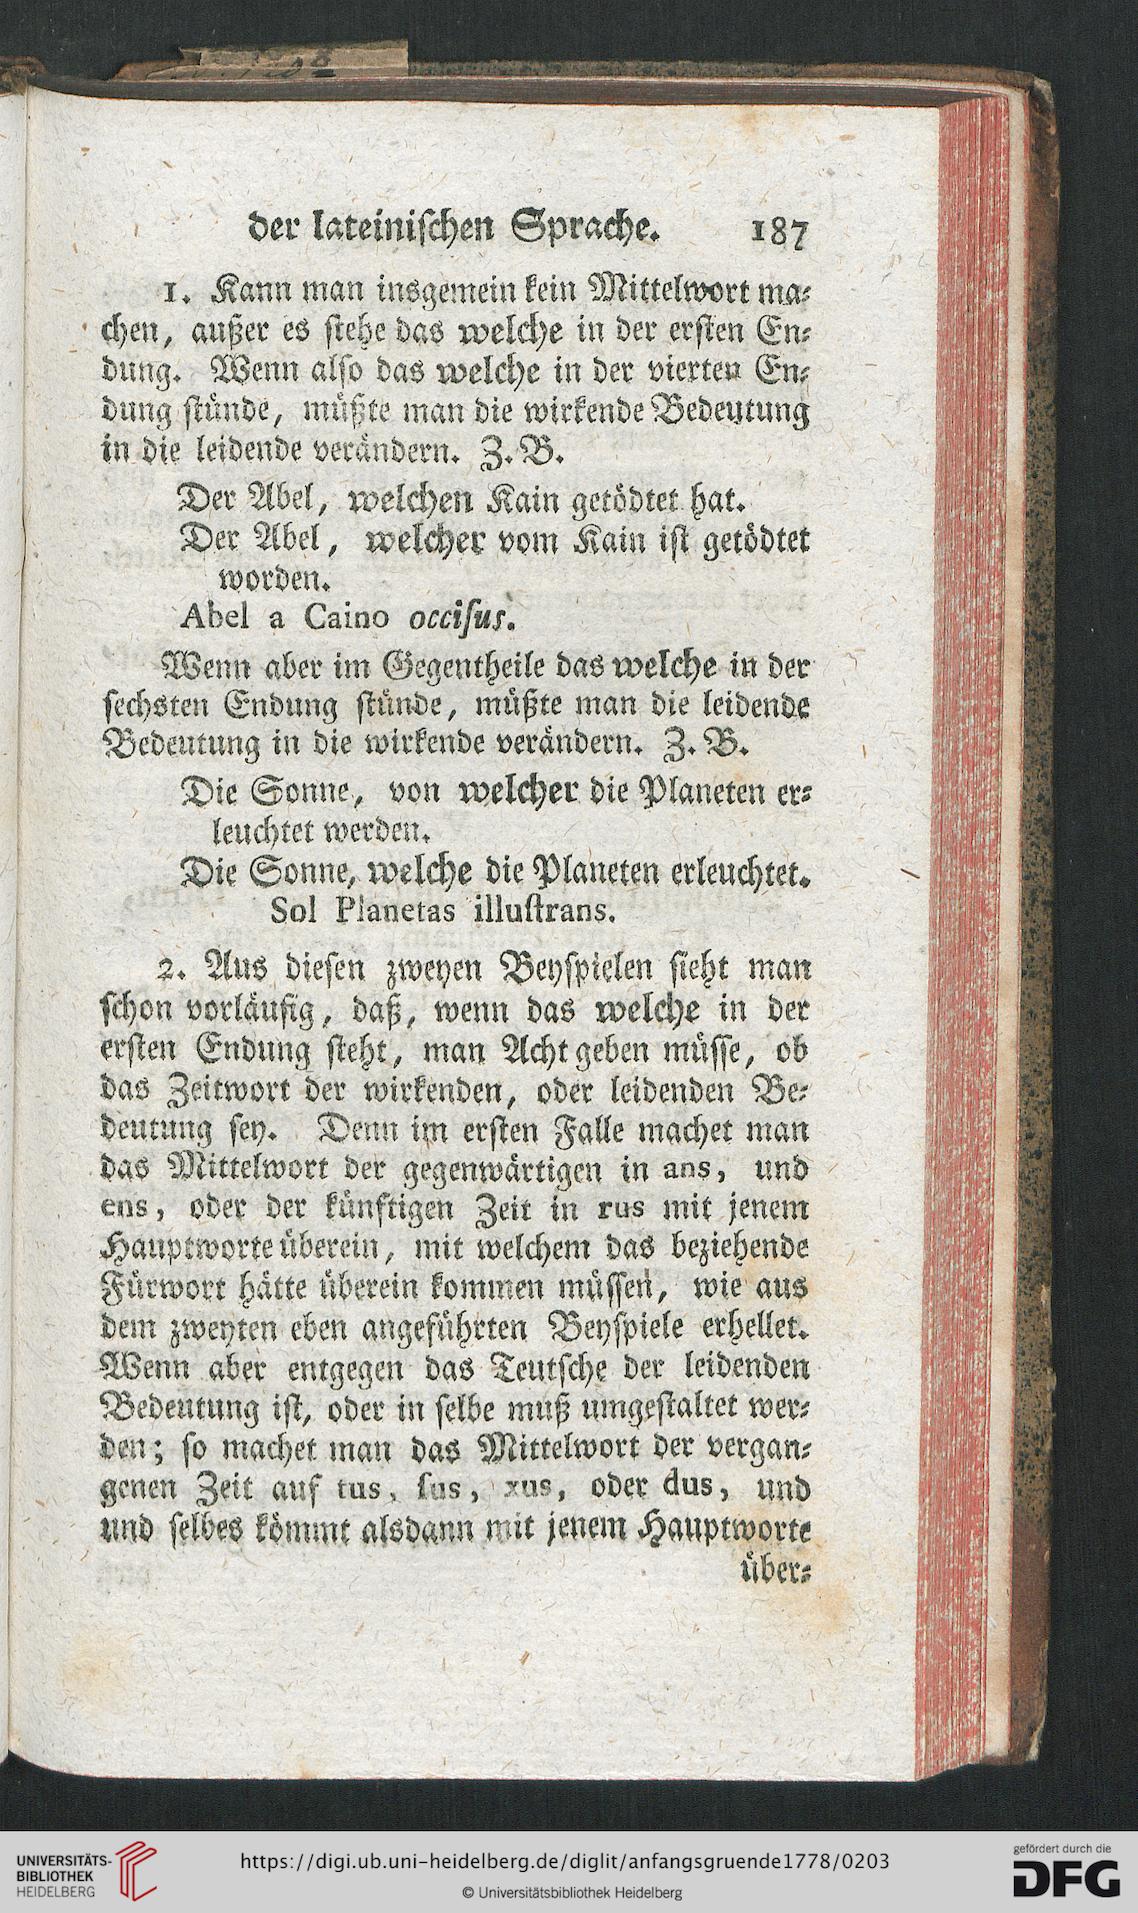 der lateiniſchen Sprache. 187
1. Kann man insgemein kein Mittelwort ma⸗
chen, außer es ſtehe das welche in der erſten En⸗
dung. Wenn alſo das welche in der vierten En⸗
dung ſtünde, müßte man die wirkende Bedeutung
in die leidende verändern. Z. B.
Der Abel, welchen Kain getödtet hat.
Der Abel, welcher vom Kain iſt getödtet
worden.
Abel a Caino occiſus.
Wenn aber im Gegentheile das welche in der
ſechsten Endung ſtünde, müßte man die leidende
Bedeutung in die wirkende verändern. Z. B.
Die Sonne, von welcher die Planeten er⸗
leuchtet werden.
Die Sonne, welche die Planeten erleuchtet.
Sol Planetas illuſtrans.
2. Aus dieſen zweyen Beyſpielen ſieht man
ſchon vorläufig, daß, wenn das welche in der
erſten Endung ſteht, man Acht geben müſſe, ob
das Zeitwort der wirkenden, oder leidenden Be⸗
deutung ſey. Denn im erſten Falle machet man
das Mittelwort der gegenwärtigen in ans, und
ens, oder der künftigen Zeit in rus mit jenem
Hauptworte überein, mit welchem das beziehende
Fürwort hätte überein kommen müſſen, wie aus
dem zweyten eben angeführten Beyſpiele erhellet.
Wenn aber entgegen das Teutſche der leidenden
Bedeutung iſt, oder in ſelbe muß umgeſtaltet wer⸗
den; ſo machet man das Mittelwort der vergan⸗
genen Zeit auf tus, ſus, xus, oder dus, und
und ſelbes kömmt alsdann mit jenem Hauptworte
über⸗
UNIVERSITÄTS-
BIBLIOTHEK
HEIDELBERG
https://digi.ub.uni-heidelberg.de/diglit/anfangsgruende1778/0203
© Universitätsbibliothek Heidelberg
gefördert durch die
DFG